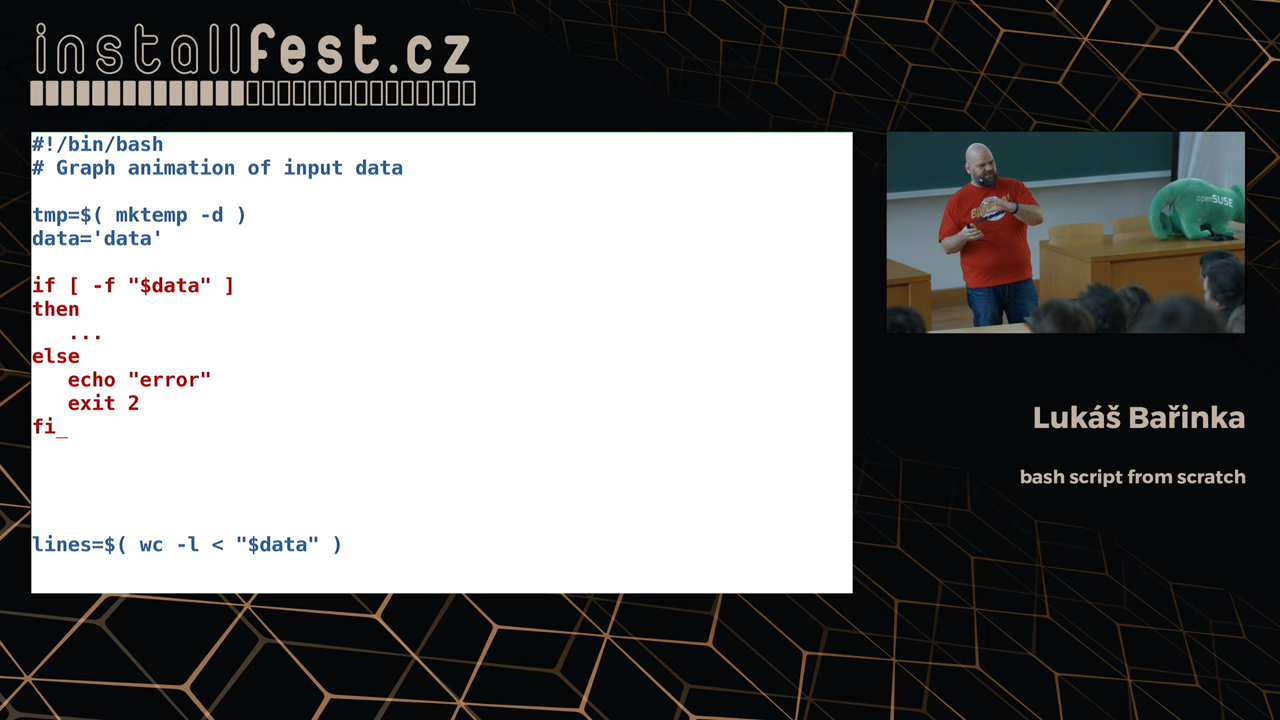 installfest.cz
#!/bin/bash
# Graph animation of input data
tmp=$( mktemp -d )
data='data'
if [ -f "$data" ]
then
...
else
echo "error"
exit 2
fi_
lines=$( wc -l < "$data" )
openSUSE
Lukáš Bařinka
bash script from scratch